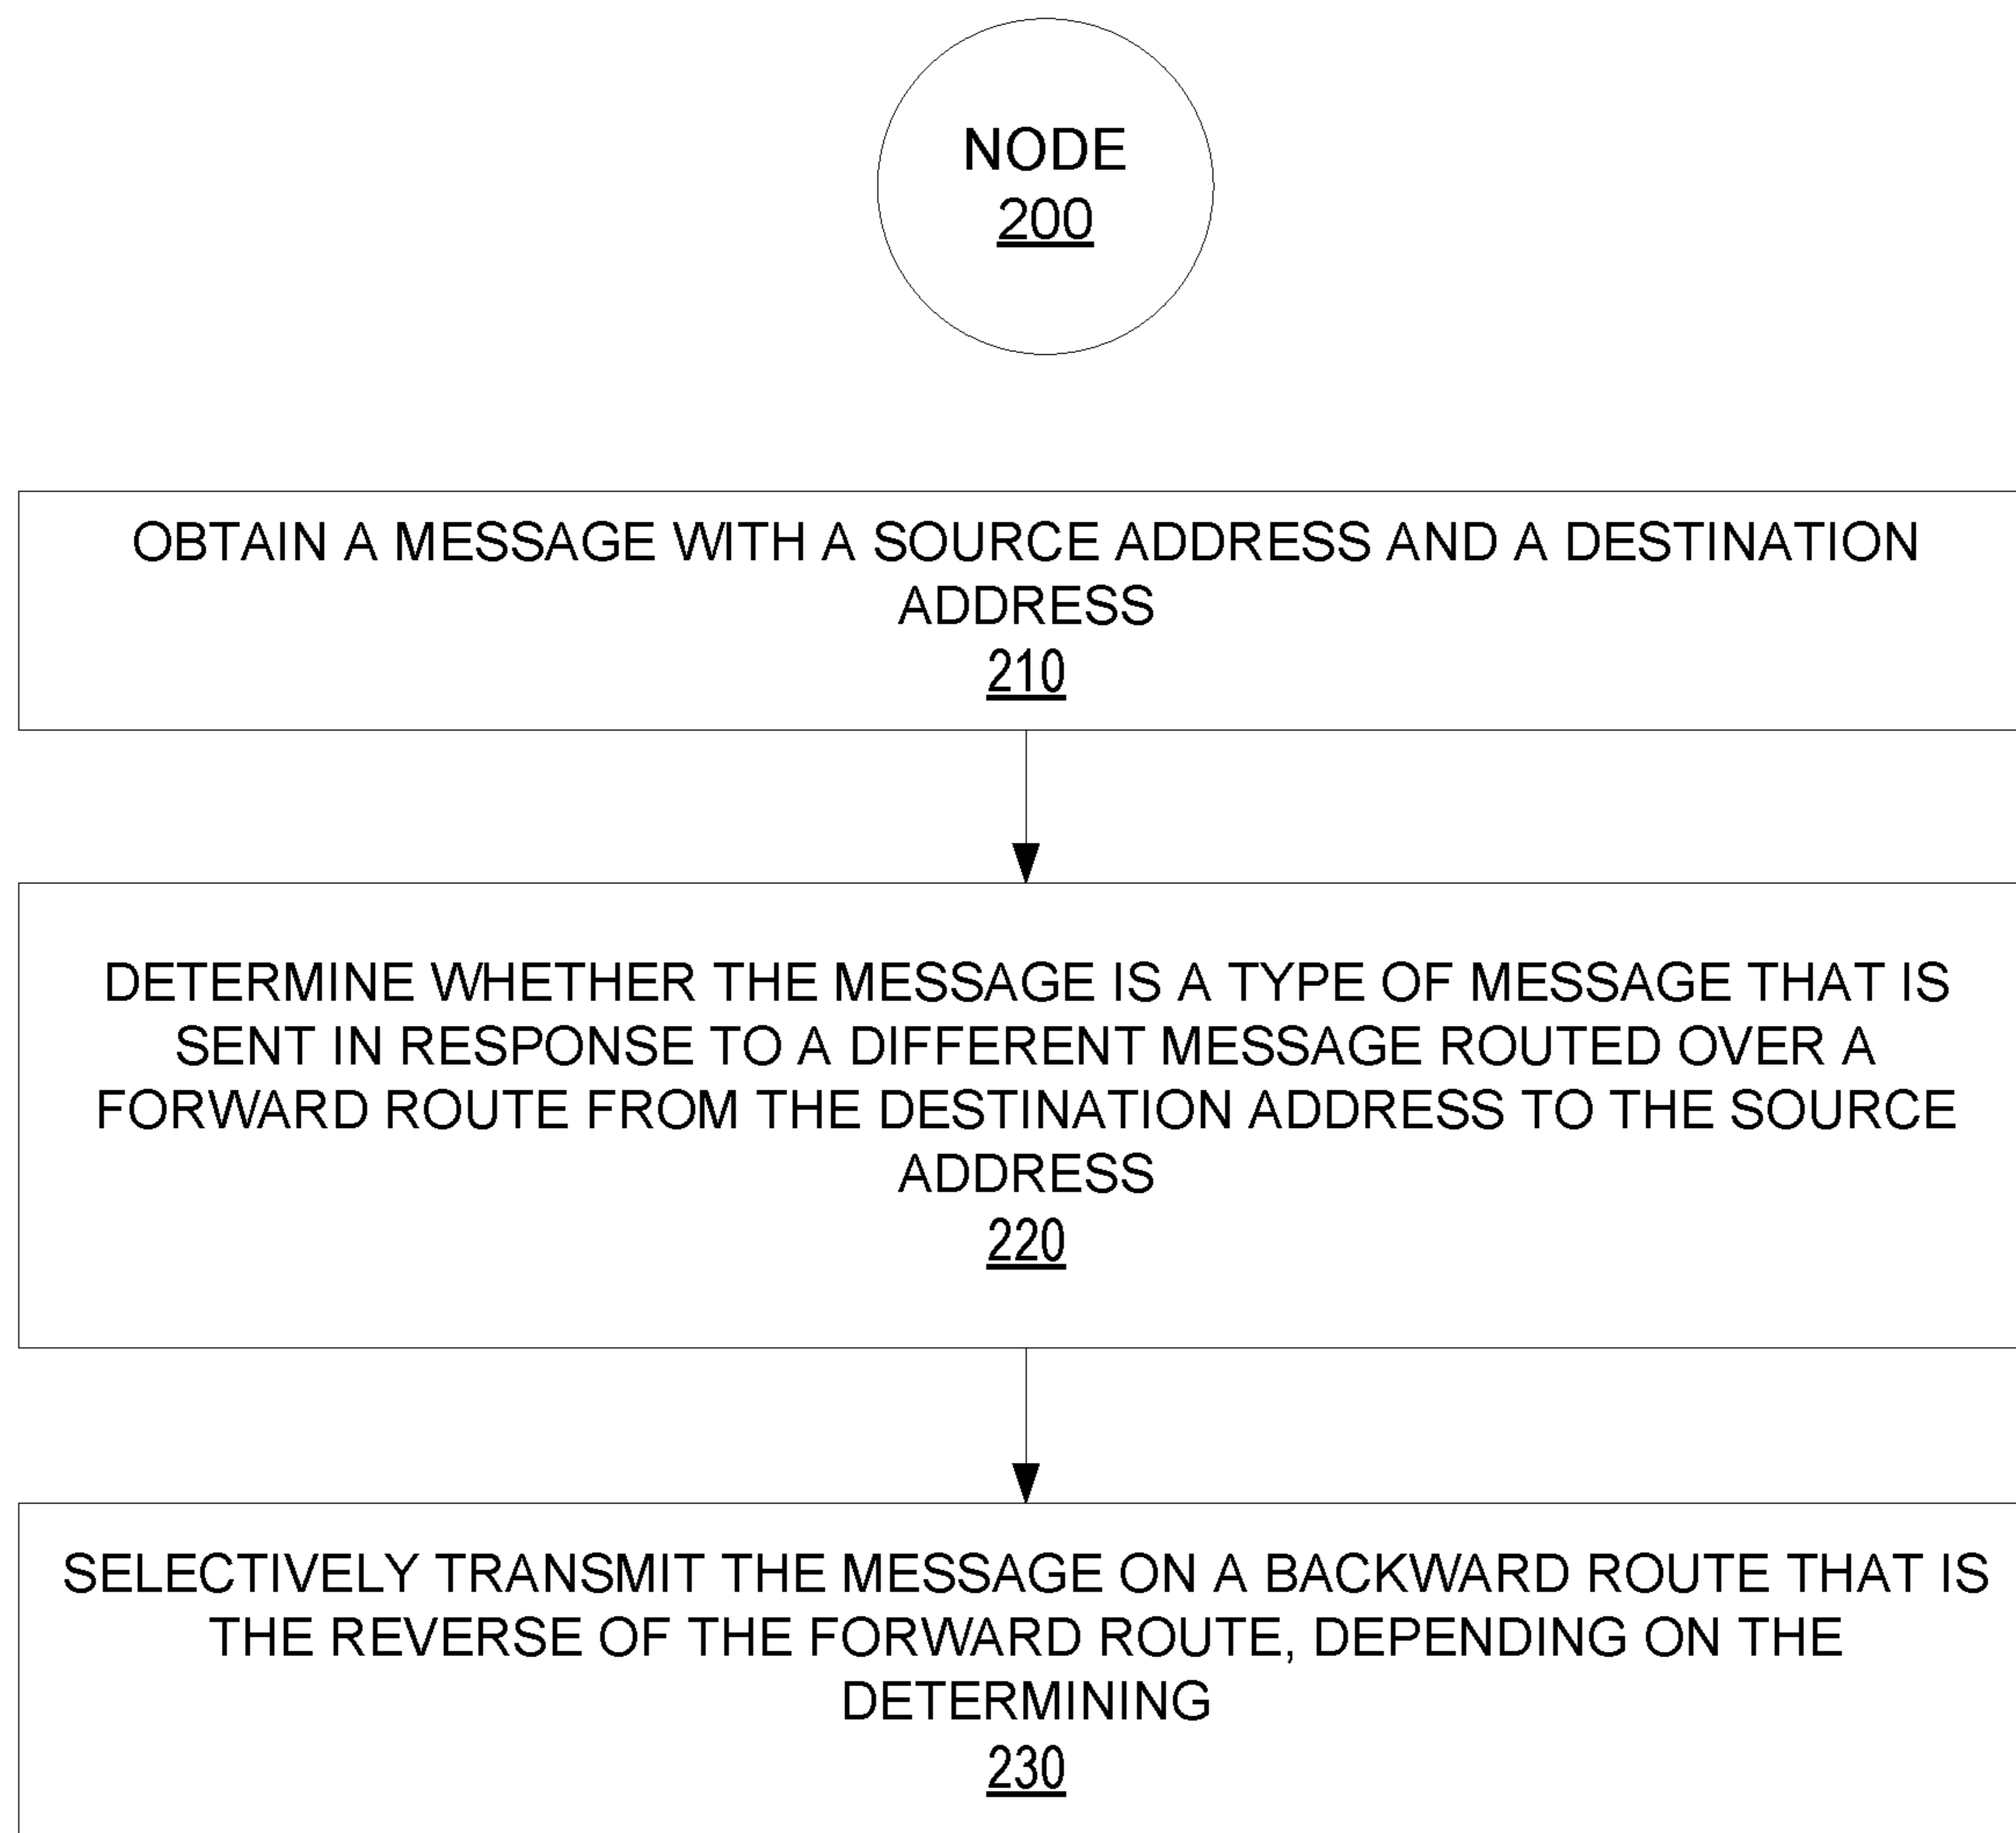 NODE
200
OBTAIN A MESSAGE WITH A SOURCE ADDRESS AND A DESTINATION
ADDRESS
210
DETERMINE WHETHER THE MESSAGE IS A TYPE OF MESSAGE THAT IS
SENT IN RESPONSE TO A DIFFERENT MESSAGE ROUTED OVER A
FORWARD ROUTE FROM THE DESTINATION ADDRESS TO THE SOURCE
ADDRESS
220
SELECTIVELY TRANSMIT THE MESSAGE ON A BACKWARD ROUTE THAT IS
THE REVERSE OF THE FORWARD ROUTE, DEPENDING ON THE
DETERMINING
230